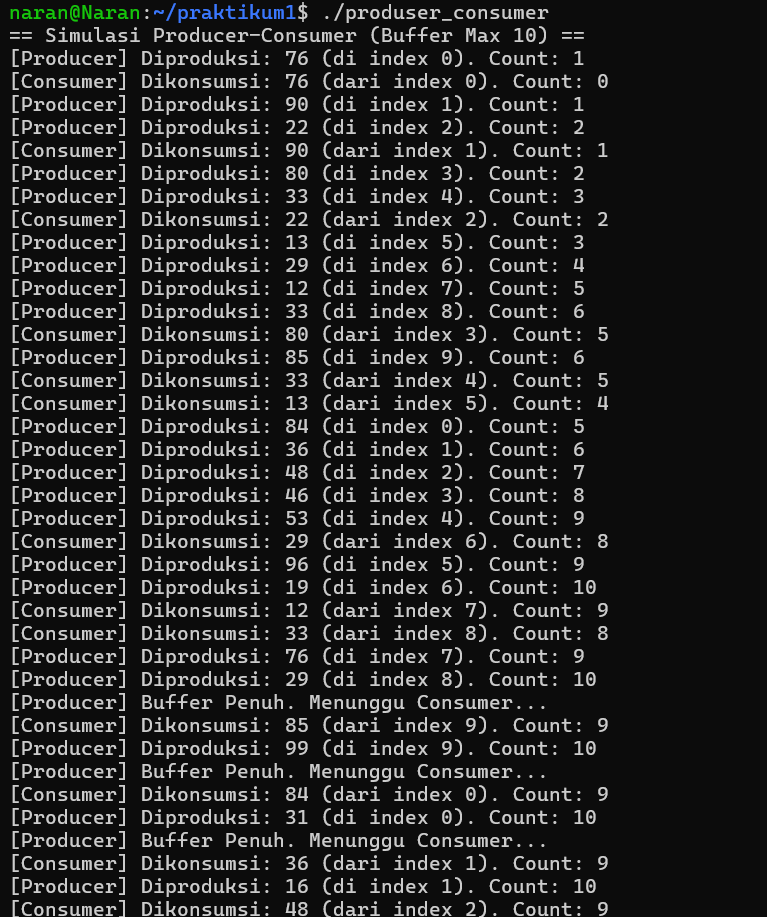 naran@Naran:~/praktikum1$ ./produser_consumer
== Simulasi Producer-Consumer (Buffer Max 10) ==
[Producer] Diproduksi: 76 (di index 0). Count: 1
[Consumer] Dikonsumsi: 76 (dari index 0). Count: 0
[Producer] Diproduksi: 90 (di index 1). Count: 1
[Producer] Diproduksi: 22 (di index 2). Count: 2
[Consumer] Dikonsumsi: 90 (dari index 1). Count: 1
[Producer] Diproduksi: 80 (di index 3). Count: 2
[Producer] Diproduksi: 33 (di index 4). Count: 3
[Consumer] Dikonsumsi: 22 (dari index 2). Count: 2
[Producer] Diproduksi: 13 (di index 5). Count: 3
[Producer] Diproduksi: 29 (di index 6). Count: 4
[Producer] Diproduksi: 12 (di index 7). Count: 5
[Producer] Diproduksi: 33 (di index 8). Count: 6
[Consumer] Dikonsumsi: 80 (dari index 3). Count: 5
[Producer] Diproduksi: 85 (di index 9). Count: 6
[Consumer] Dikonsumsi: 33 (dari index 4). Count: 5
[Consumer] Dikonsumsi: 13 (dari index 5). Count: 4
[Producer] Diproduksi: 84 (di index 0). Count: 5
[Producer] Diproduksi: 36 (di index 1). Count: 6
[Producer] Diproduksi: 48 (di index 2). Count: 7
[Producer] Diproduksi: 46 (di index 3). Count: 8
[Producer] Diproduksi: 53 (di index 4). Count: 9
[Consumer] Dikonsumsi: 29 (dari index 6). Count: 8
[Producer] Diproduksi: 96 (di index 5). Count: 9
[Producer] Diproduksi: 19 (di index 6). Count: 10
[Consumer] Dikonsumsi: 12 (dari index 7). Count: 9
[Consumer] Dikonsumsi: 33 (dari index 8). Count: 8
[Producer] Diproduksi: 76 (di index 7). Count: 9
[Producer] Diproduksi: 29 (di index 8). Count: 10
[Producer] Buffer Penuh. Menunggu Consumer...
[Consumer] Dikonsumsi: 85 (dari index 9). Count: 9
[Producer] Diproduksi: 99 (di index 9). Count: 10
[Producer] Buffer Penuh. Menunggu Consumer...
[Consumer] Dikonsumsi: 84 (dari index 0). Count: 9
[Producer] Diproduksi: 31 (di index 0). Count: 10
[Producer] Buffer Penuh. Menunggu Consumer...
[Consumer] Dikonsumsi: 36 (dari index 1). Count: 9
[Producer] Diproduksi: 16 (di index 1). Count: 10
[Consumer] Dikonsumsi: 48 (dari index 2). Count: 9